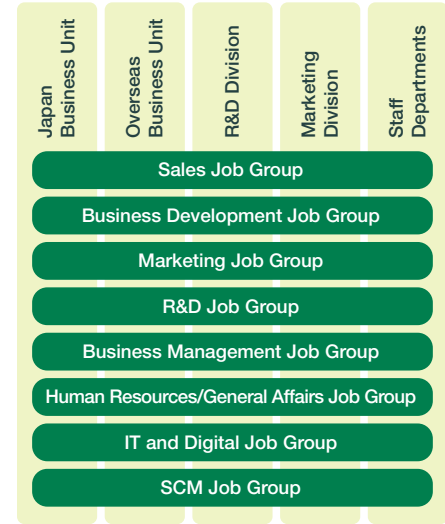 Japan
Business Unit
Overseas
Business Unit
R&D Division
Marketing
Division
Staff
Departments
Sales Job Group
Business Development Job Group
Marketing Job Group
R&D Job Group
Business Management Job Group
Human Resources/General Affairs Job Group
IT and Digital Job Group
SCM Job Group